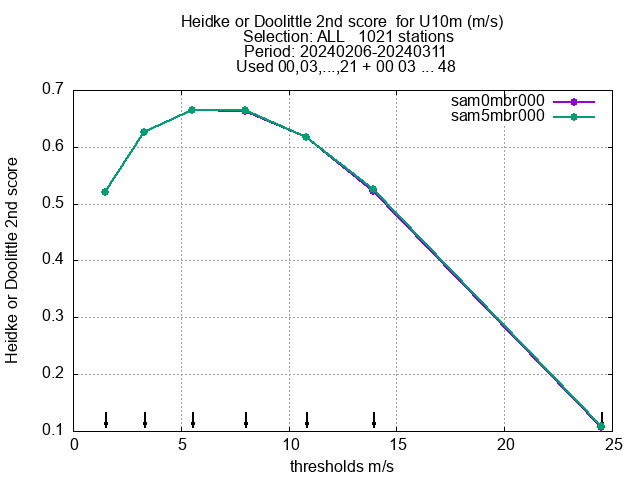 Heidke or Doolittle 2nd score  for U10m (m/s)
Selection: ALL   1021 stations
Period: 20240206-20240311
Used 00,03,...,21 + 00 03 ... 48
sam0mbr000
sam5mbr000
Heidke or Doolittle 2nd score
0.7
0.6
0.5
0.4
0.3
0.2
0.1
0 5 10 15 20 25
thresholds m/s